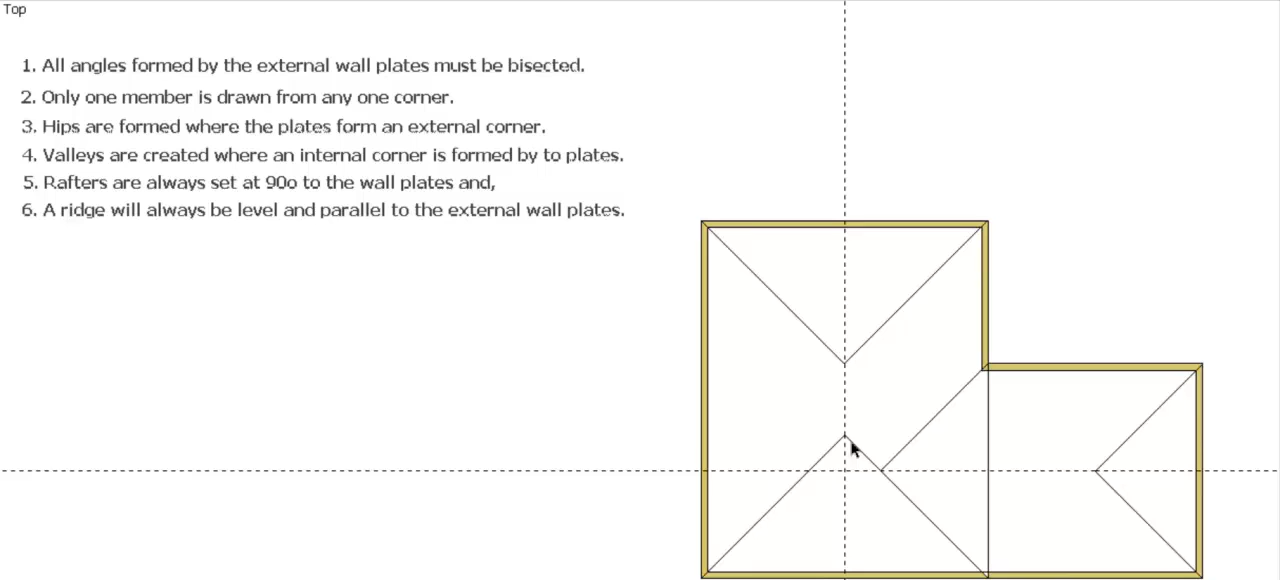 Top
1. All angles formed by the external wall plates must be bisected.
2. Only one member is drawn from any one corner.
3. Hips are formed where the plates form an external corner.
4. Valleys are created where an internal corner is formed by to plates.
5. Rafters are always set at 90o to the wall plates and,
6. A ridge will always be level and parallel to the external wall plates.